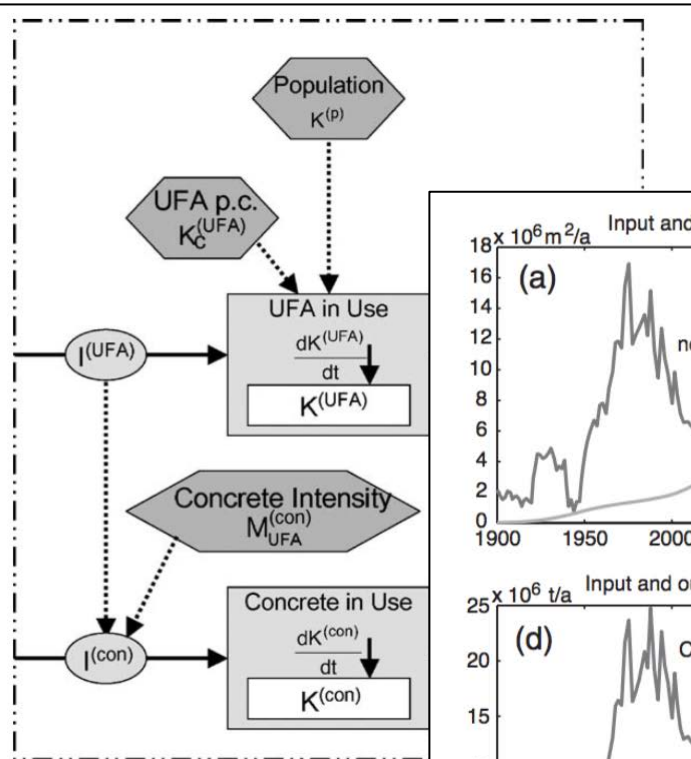 Population
K(p)
UFA p.c.
Kc(UFA)
UFA in Use
dK(UFA)
dt
K(UFA)
I(UFA)
Concrete Intensity
MUFA(con)
Concrete in Use
dK(con)
dt
K(con)
I(con)
18 x 10⁶ m²/a Input and
(a)
16
14
12
10
8
6
4
2
0
1900 1950 2000
x 10⁶ t/a Input and o
25
(d)
20
15